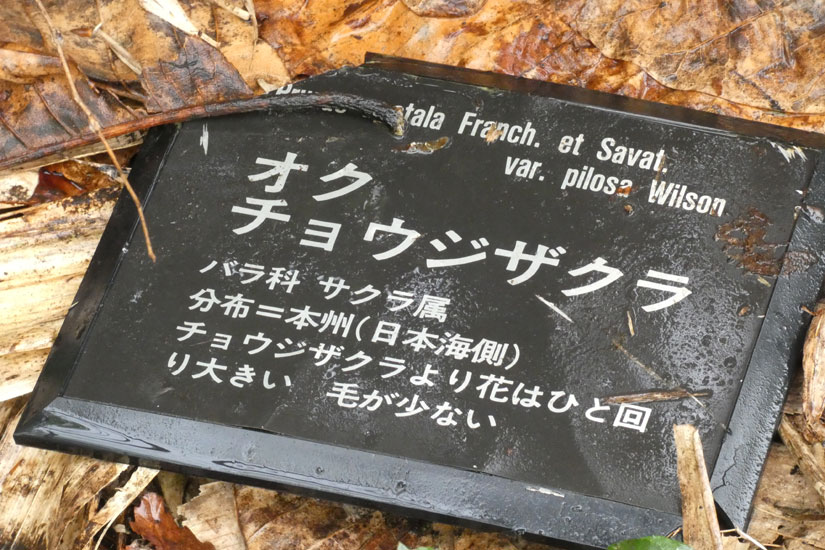 Franch. et Savat.
var. pilosa Wilson
オク
チョウジザクラ
バラ科 サクラ属
分布＝本州(日本海側)
チョウジザクラより花はひと回
り大きい 毛が少ない